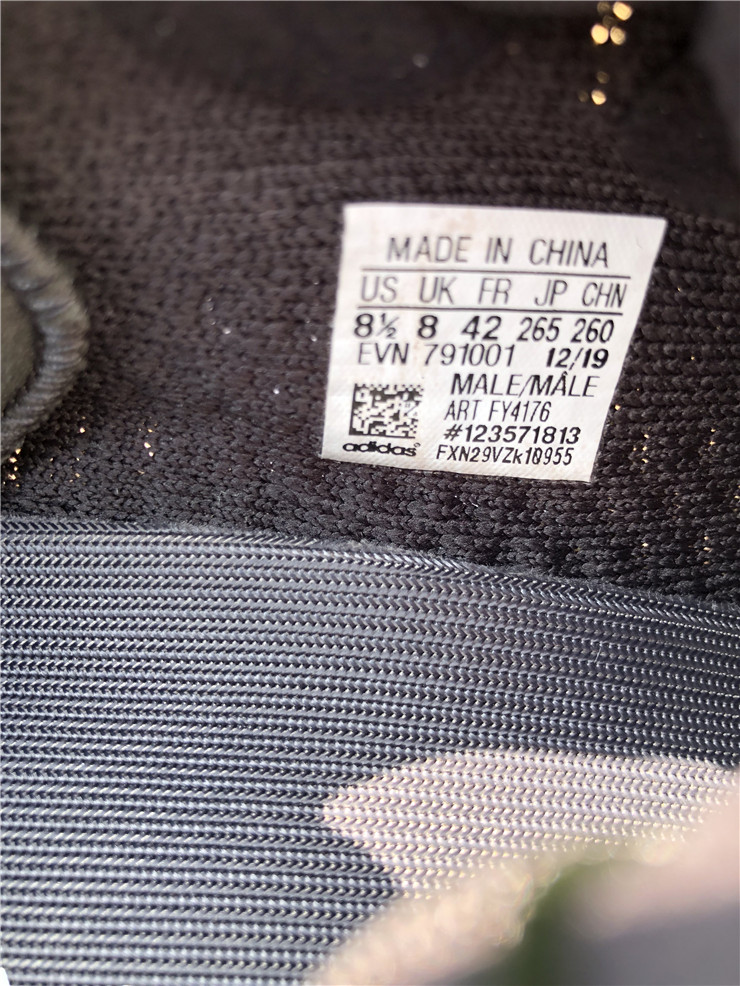 MADE IN CHINA
US UK FR JP CHN
8½ 8 42 265 260
EVN 791001 12/19
MALE/MÂLE
ART FY4176
#123571813
adidas
FXN29VZk10955